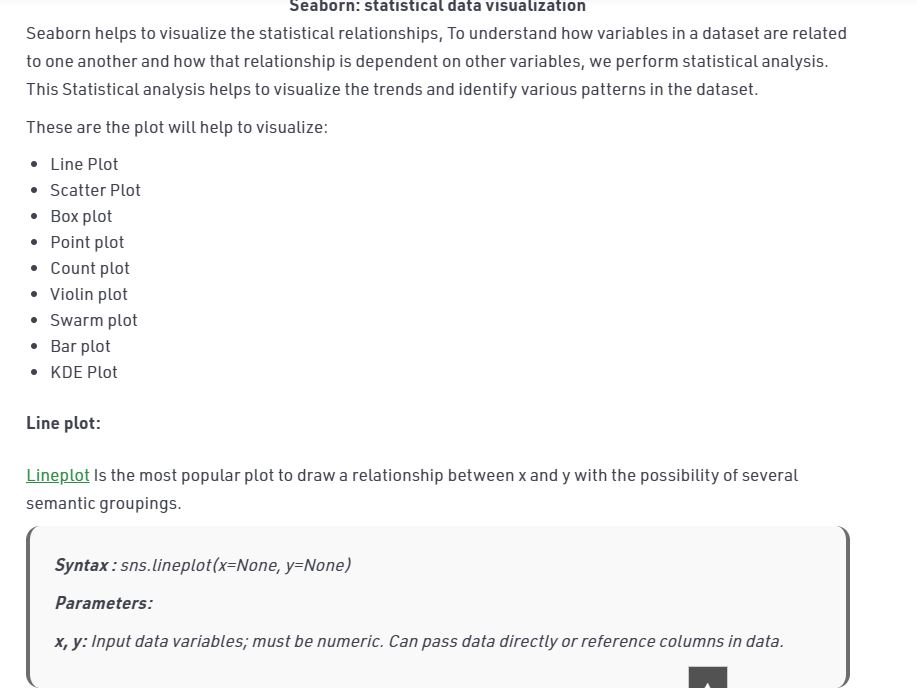 Seaborn: statistical data visualization
Seaborn helps to visualize the statistical relationships, To understand how variables in a dataset are related
to one another and how that relationship is dependent on other variables, we perform statistical analysis.
This Statistical analysis helps to visualize the trends and identify various patterns in the dataset.
These are the plot will help to visualize:
• Line Plot
• Scatter Plot
• Box plot
• Point plot
• Count plot
• Violin plot
• Swarm plot
• Bar plot
• KDE Plot
Line plot:
Lineplot Is the most popular plot to draw a relationship between x and y with the possibility of several
semantic groupings.
Syntax : sns.lineplot(x=None, y=None)
Parameters:
x, y: Input data variables; must be numeric. Can pass data directly or reference columns in data.